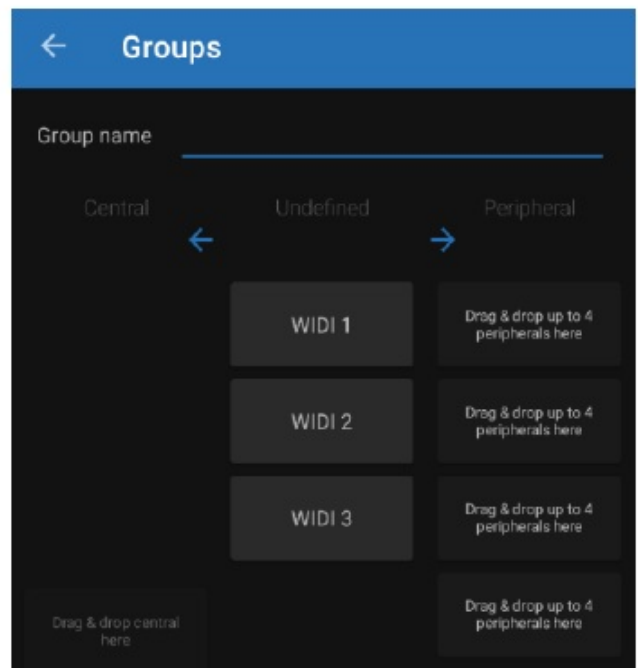 Groups
Group name
Central
Undefined
Peripheral
WIDI 1
Drag & drop up to 4
peripherals here
WIDI 2
Drag & drop up to 4
peripherals here
WIDI 3
Drag & drop up to 4
peripherals here
Drag & drop central
here
Drag & drop up to 4
peripherals here